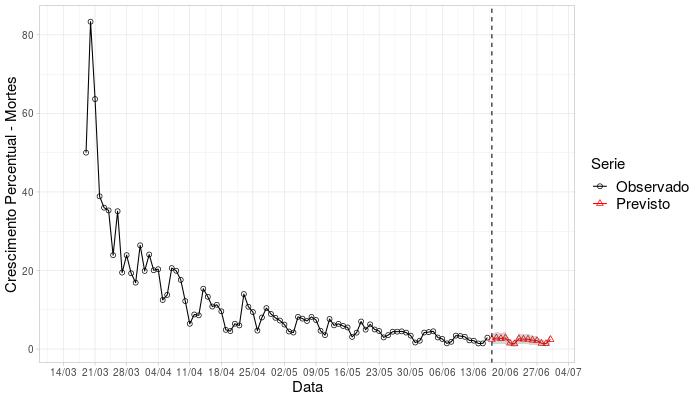 Crescimento Percentual - Mortes
80
60
40
20
0
14/03 21/03 28/03 04/04 11/04 18/04 25/04 02/05 09/05 16/05 23/05 30/05 06/06 13/06 20/06 27/06 04/07
Data
Serie
Observado
Previsto